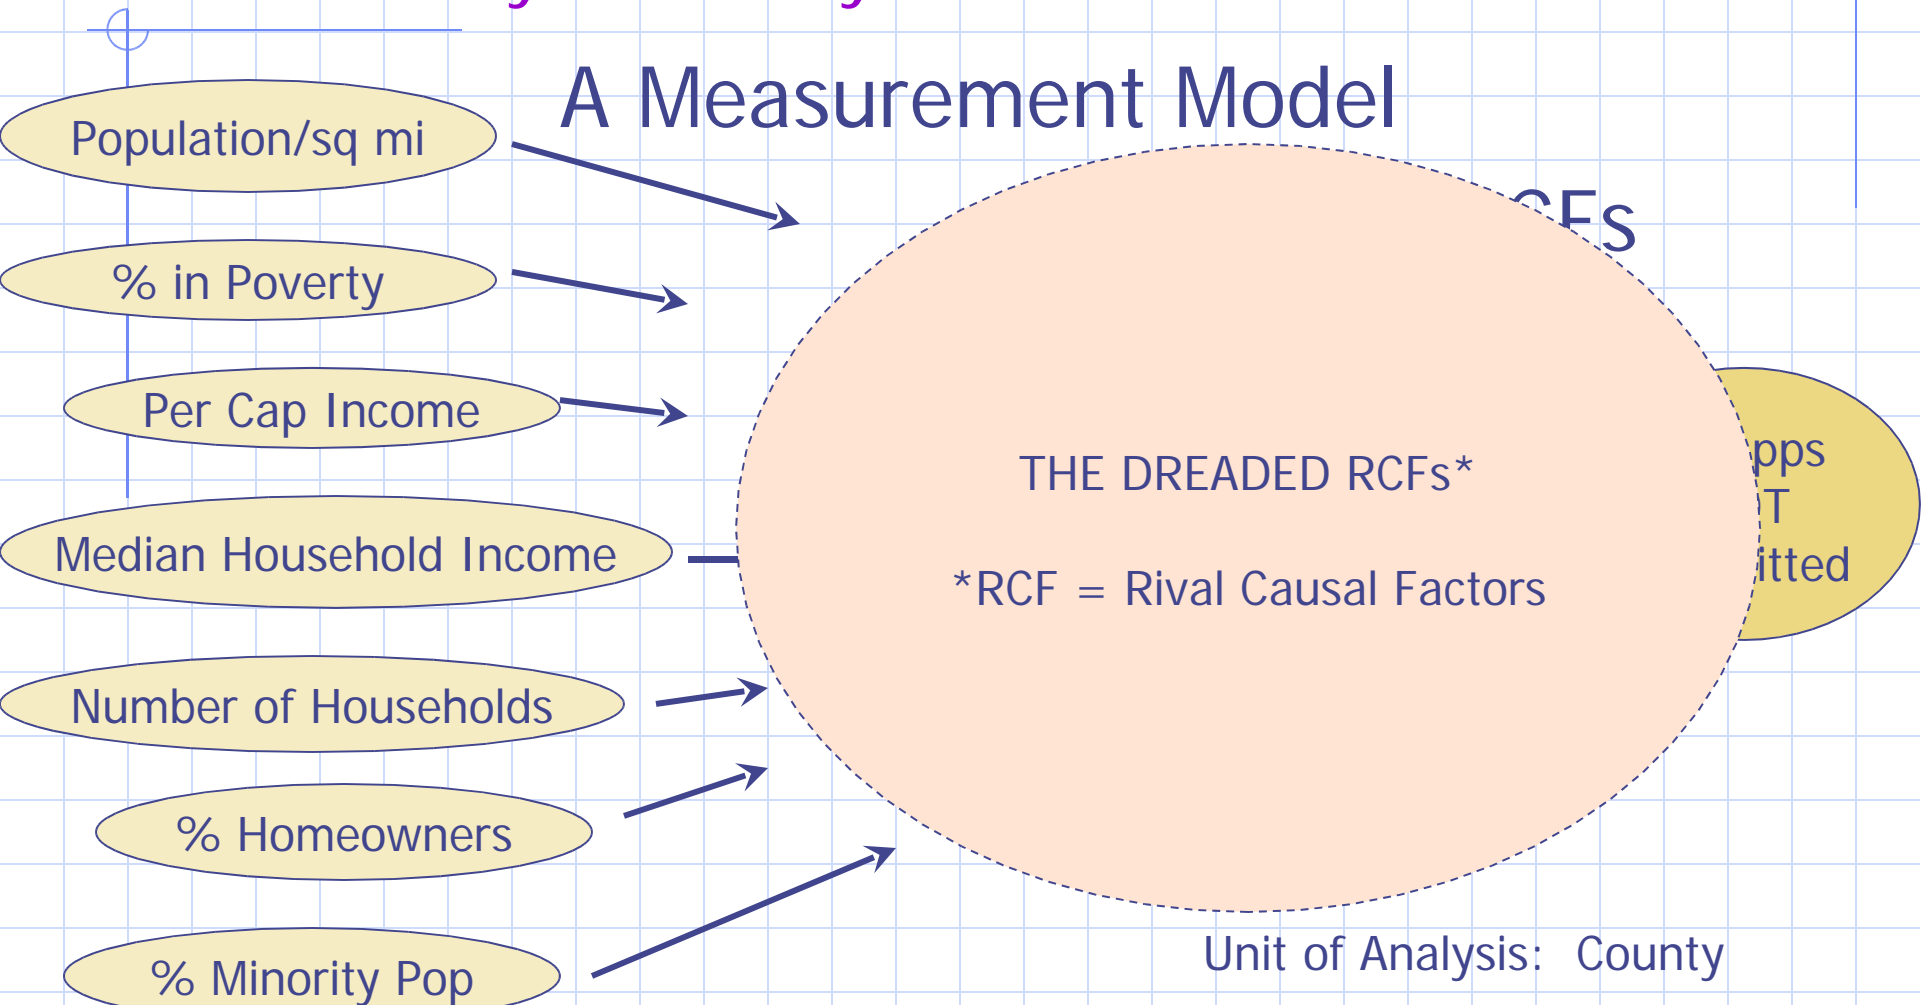 A Measurement Model
Population/sq mi
% in Poverty
Per Cap Income
THE DREADED RCFs*
Median Household Income
*RCF = Rival Causal Factors
Number of Households
% Homeowners
% Minority Pop
Unit of Analysis: County